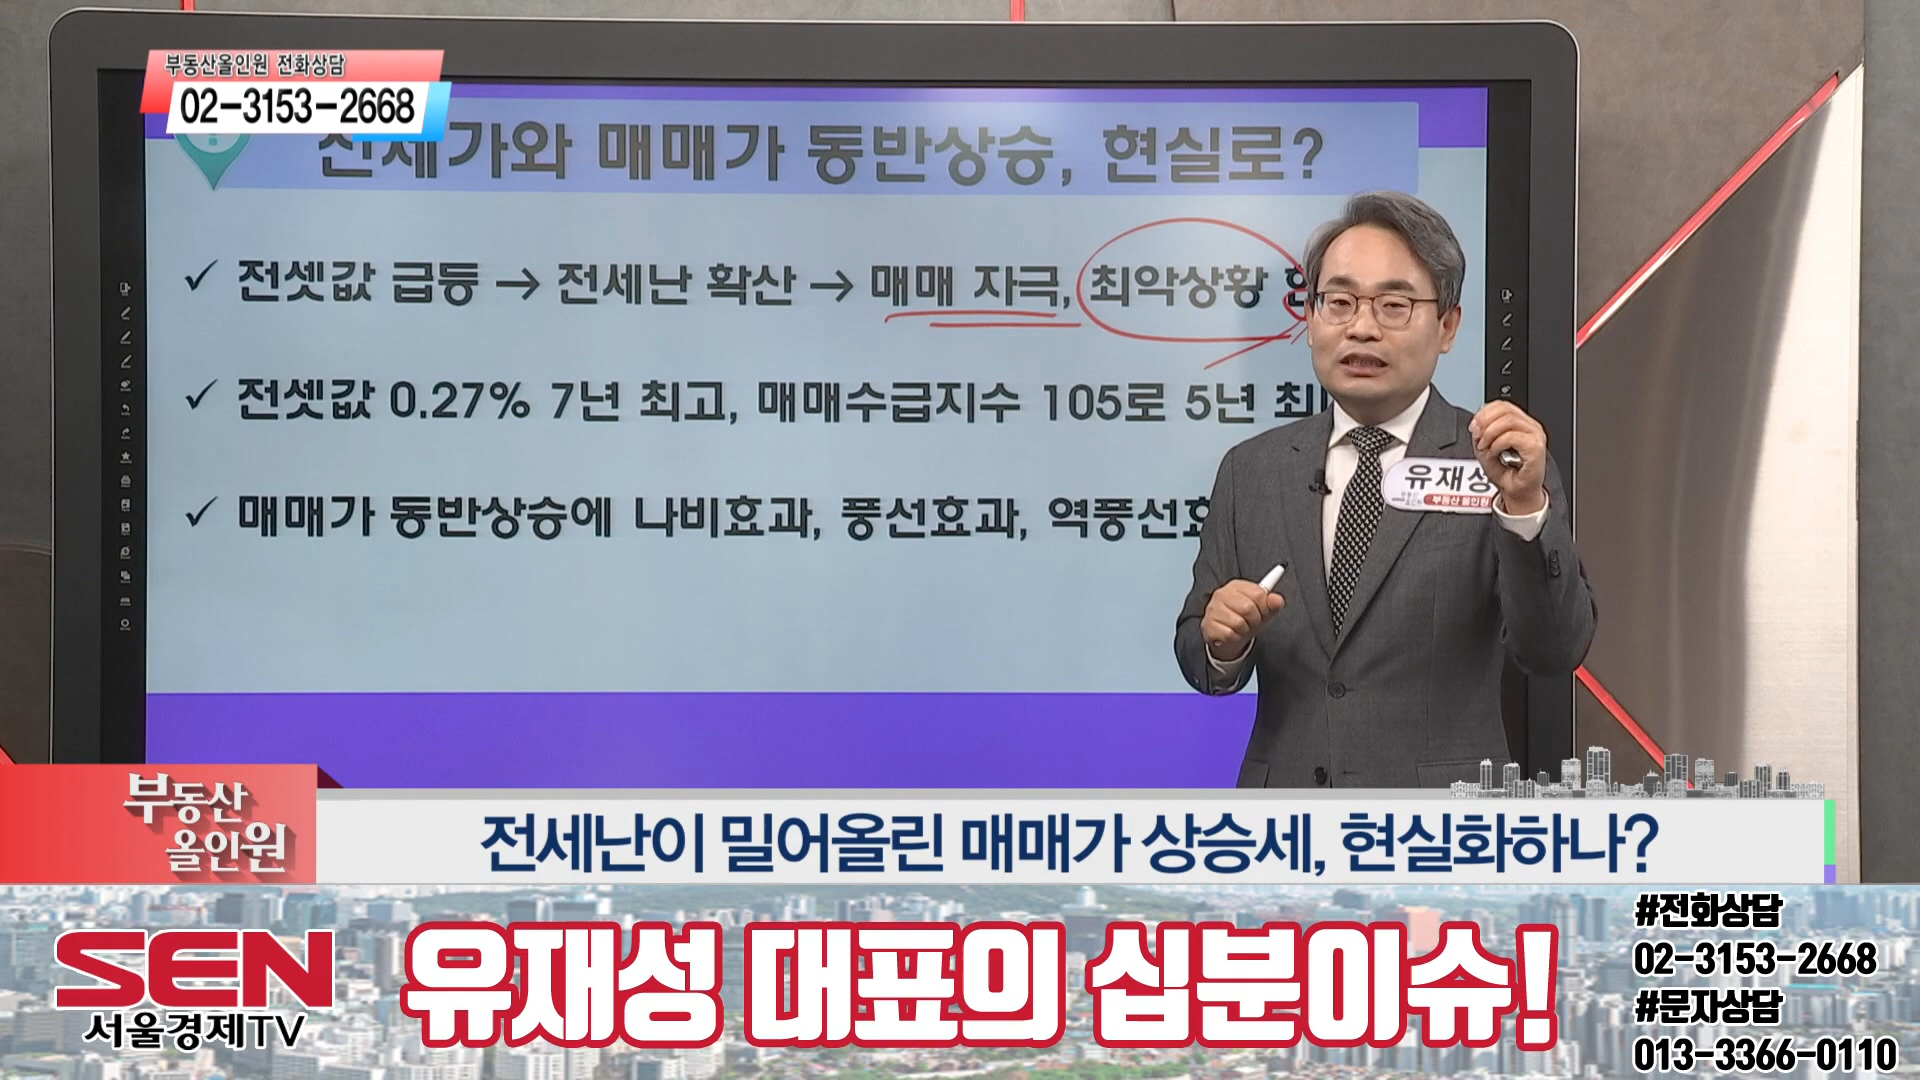 부동산올인원 전화상담
02-3153-2668
전세가와 매매가 동반상승, 현실로?
✓ 전셋값 급등 → 전세난 확산 → 매매 자극, 최악상황
✓ 전셋값 0.27% 7년 최고, 매매수급지수 105로 5년
✓ 매매가 동반상승에 나비효과, 풍선효과,
유재성
부동산 올인원
부동산
올인원
전세난이 밀어올린 매매가 상승세, 현실화하나?
SEN
서울경제TV
유재성 대표의 십분이슈!
#전화상담
02-3153-2668
#문자상담
013-3366-0110